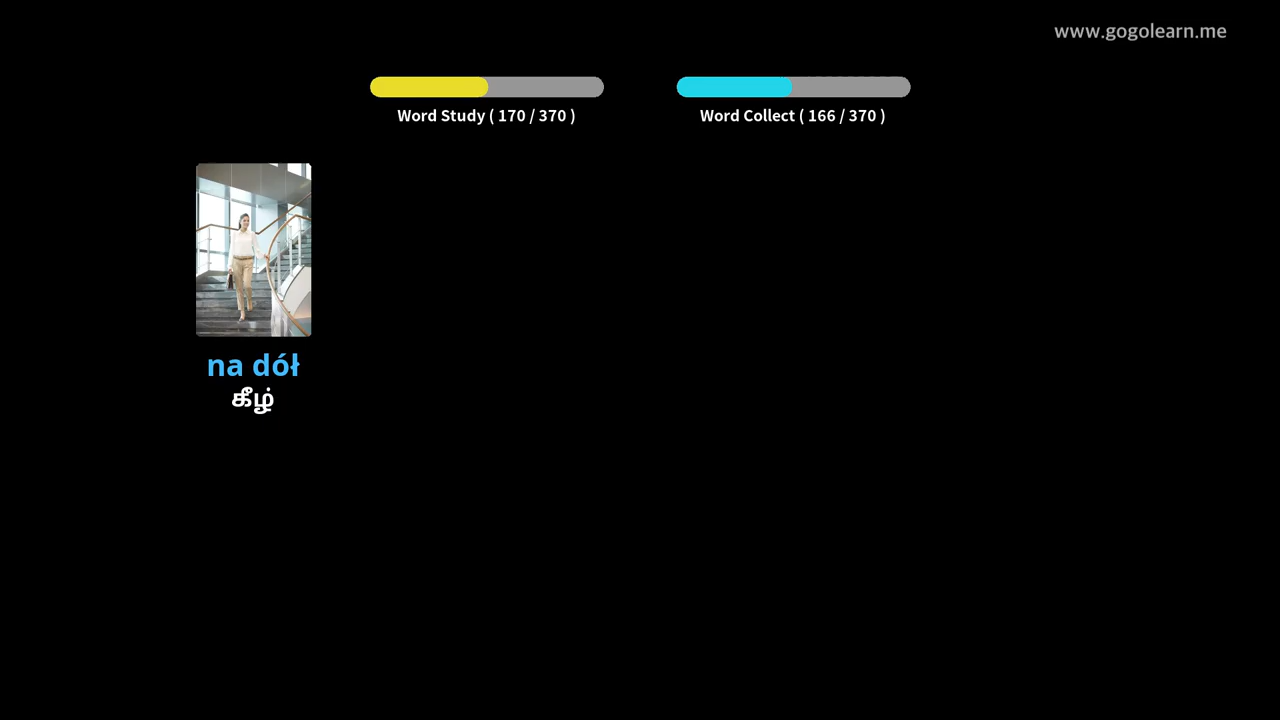 www.gogolearn.me
Word Study ( 170 / 370 )
Word Collect ( 166 / 370 )
na dół
கீழ்